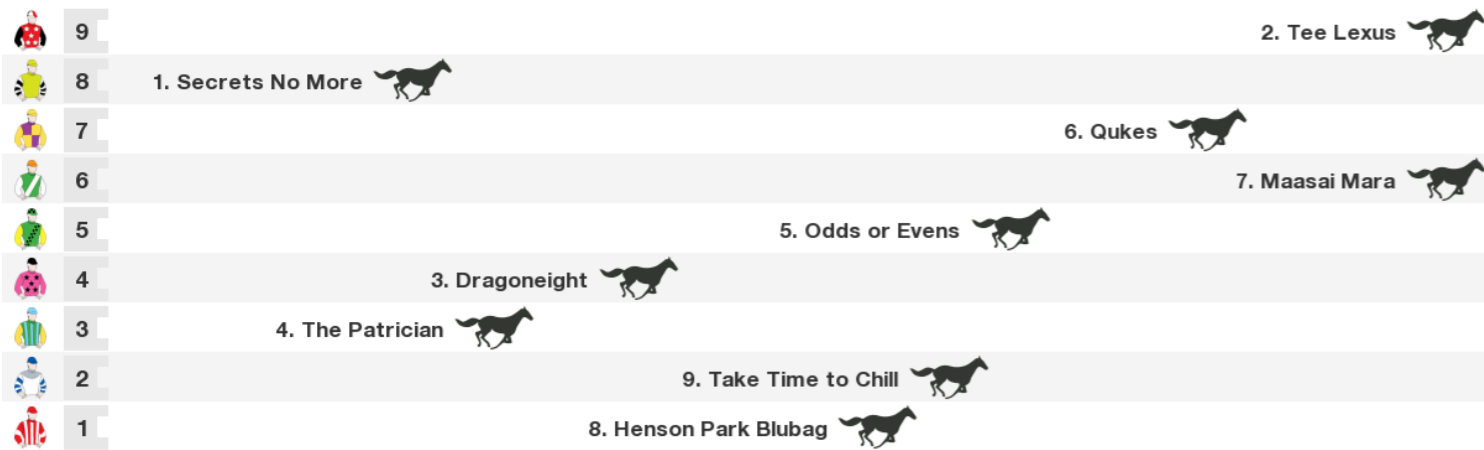 9 2. Tee Lexus
8 1. Secrets No More
7 6. Qukes
6 7. Maasai Mara
5 5. Odds or Evens
4 3. Dragoneight
3 4. The Patrician
2 9. Take Time to Chill
1 8. Henson Park Blubag